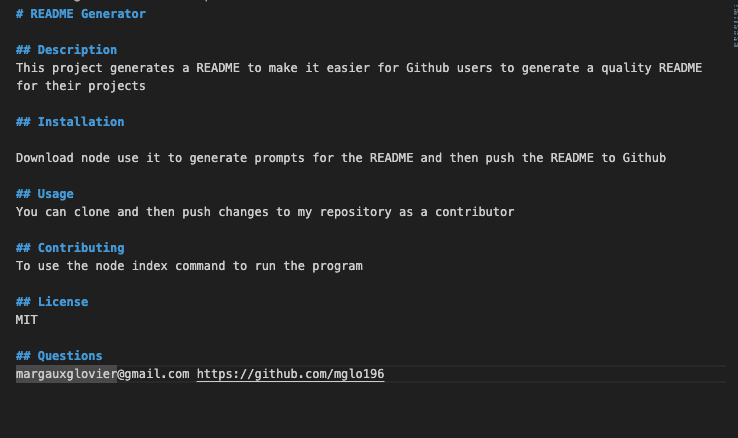 # README Generator
## Description
This project generates a README to make it easier for Github users to generate a quality README
for their projects
## Installation
Download node use it to generate prompts for the README and then push the README to Github
## Usage
You can clone and then push changes to my repository as a contributor
## Contributing
To use the node index command to run the program
## License
MIT
## Questions
margauxglovier@gmail.com https://github.com/mglo196